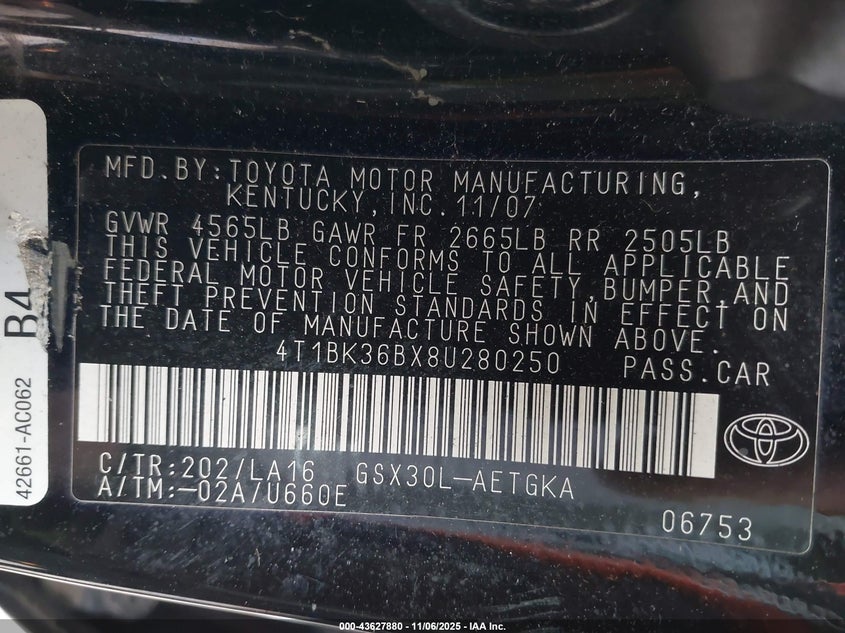 MFD.BY:TOYOTA MOTOR MANUFACTURING,
KENTUCKY,INC.11/07
GVWR 4565LB GAWR FR 2665LB RR 2505LB
THIS VEHICLE CONFORMS TO ALL APPLICABLE
FEDERAL MOTOR VEHICLE SAFETY,BUMPER,AND
THEFT PREVENTION STANDARDS IN EFFECT ON
THE DATE OF MANUFACTURE SHOWN ABOVE.
4T1BK36BX8U280250 PASS.CAR
C/TR:202/LA16 GSX30L-AETGKA
A/TM:-02A/U660E
06753
B4
42661-AC062
000-43627880 - 11/06/2025 - IAA Inc.